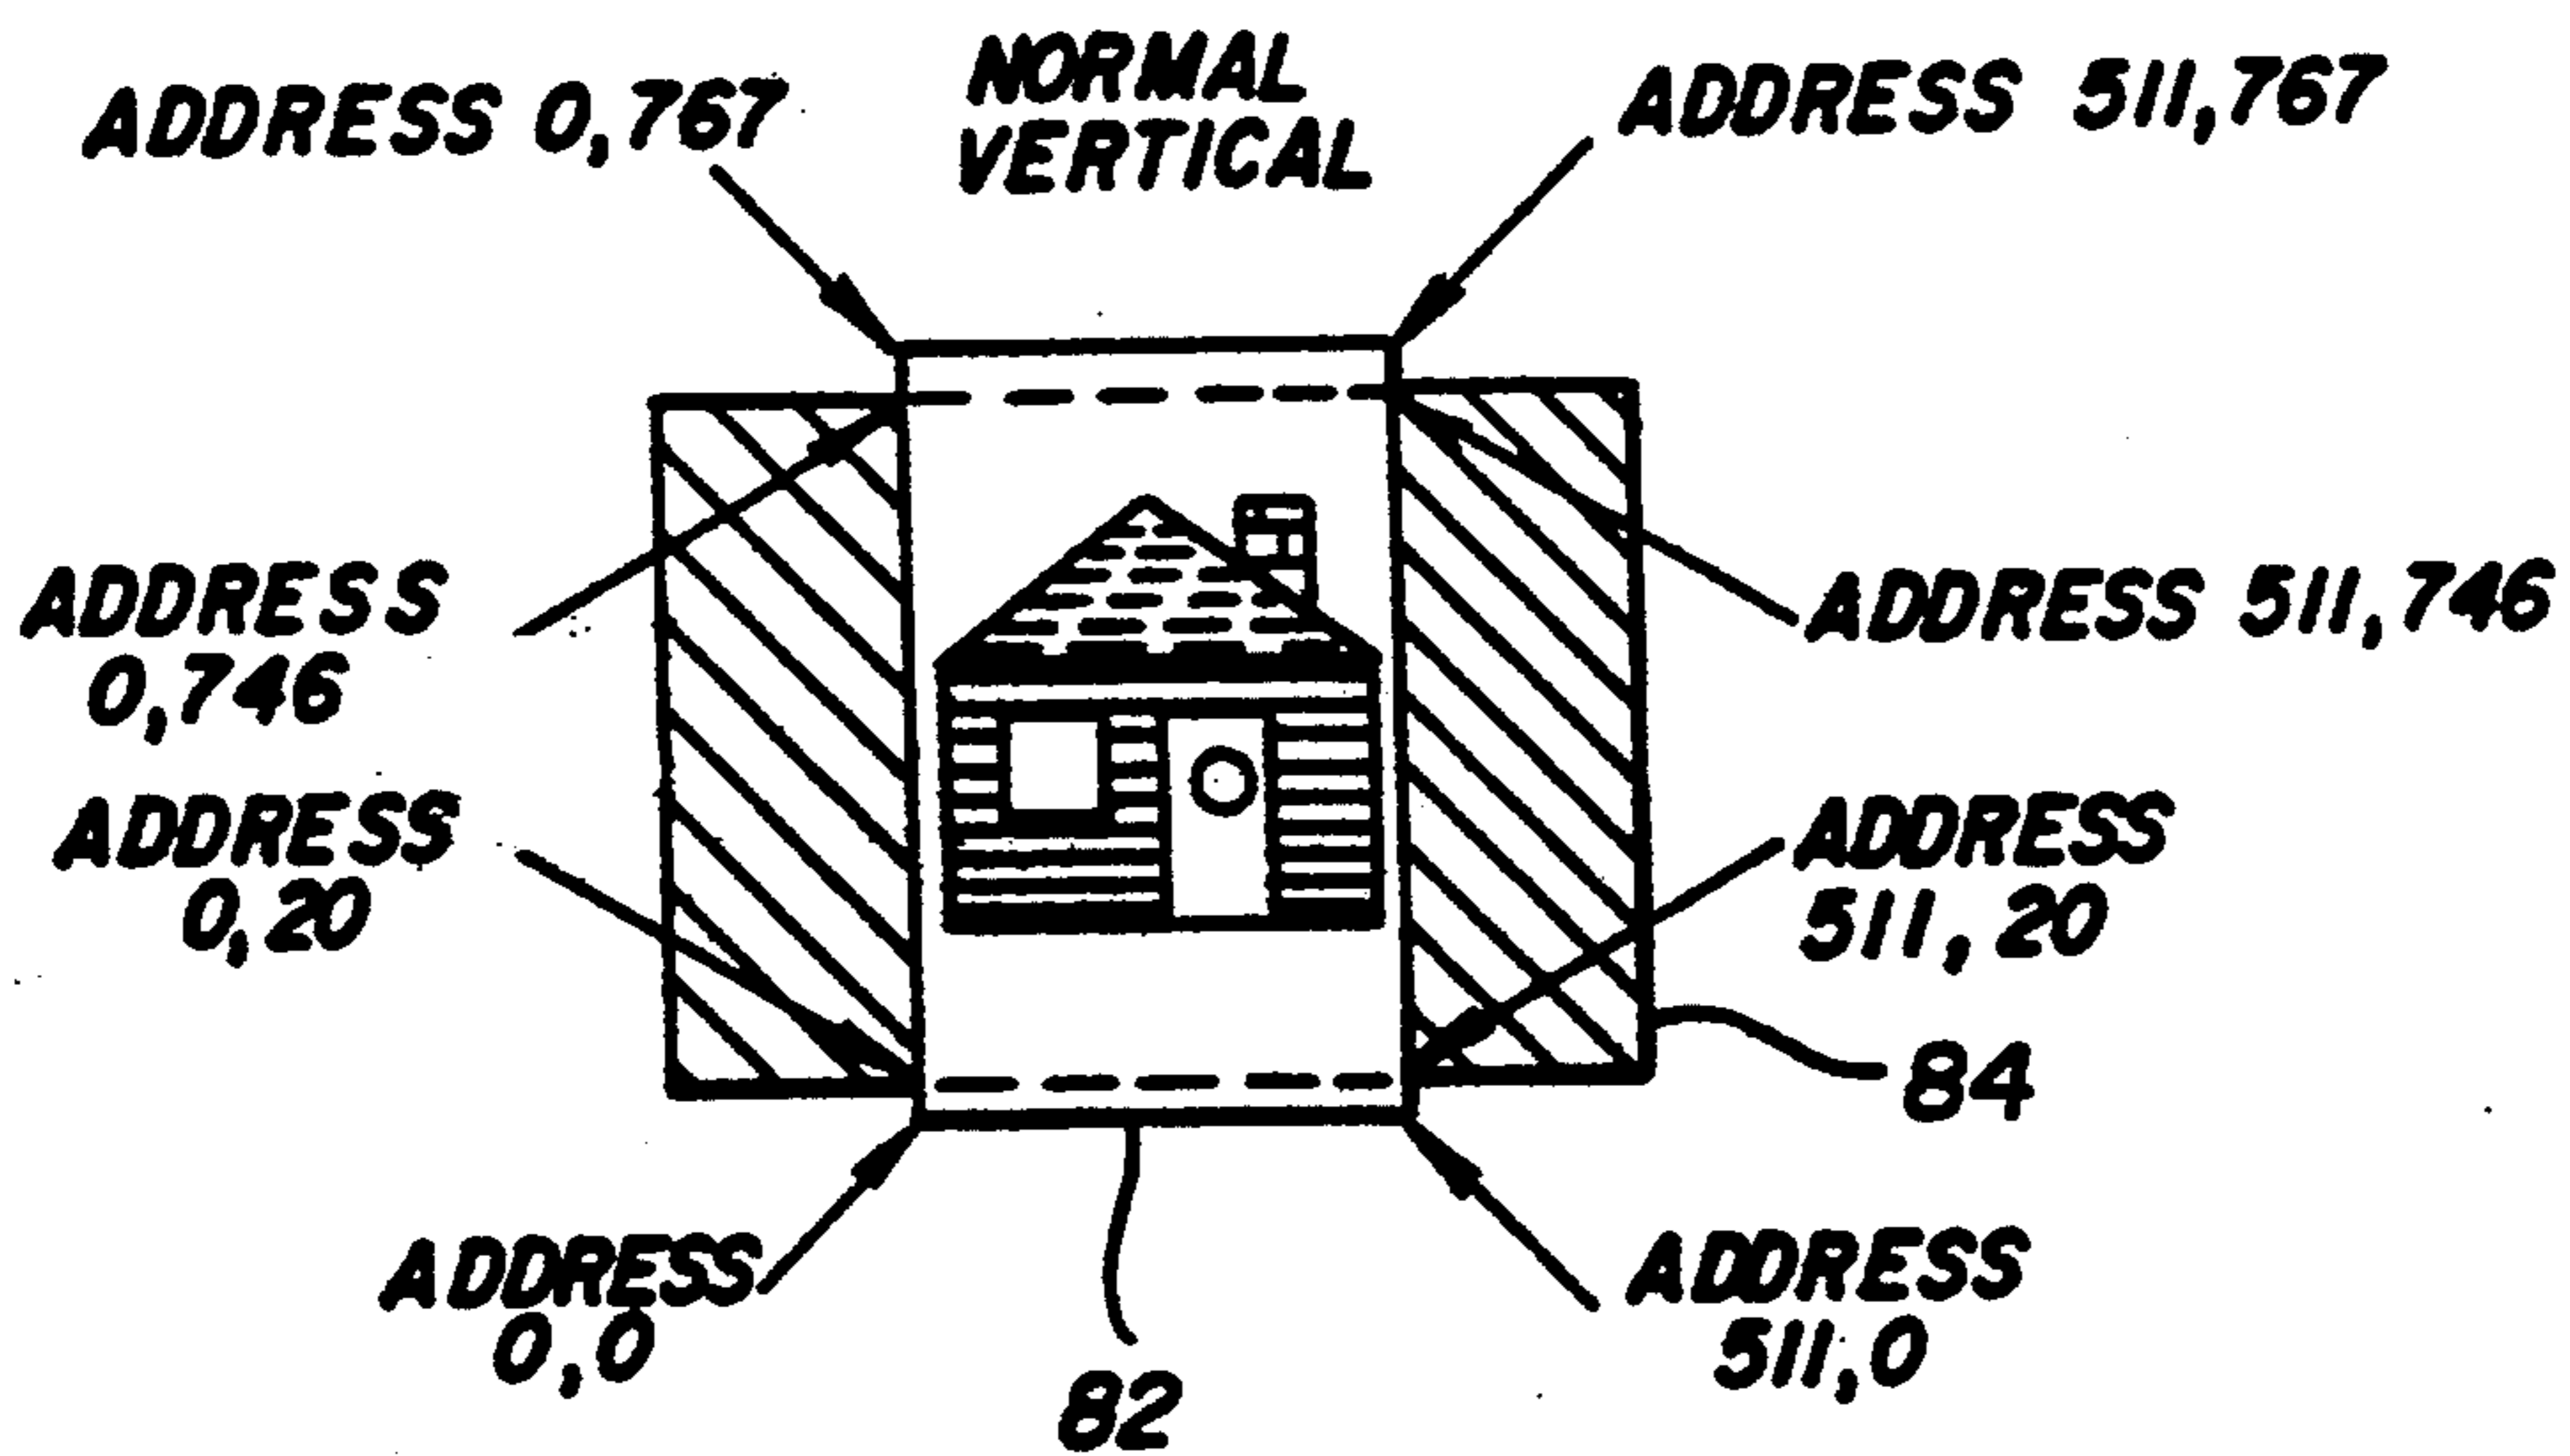 NORMAL
VERTICAL
ADDRESS 0,767
ADDRESS 511,767
ADDRESS
0,746
ADDRESS 511,746
ADDRESS
0,20
ADDRESS
511,20
84
ADDRESS
0,0
ADDRESS
511,0
82